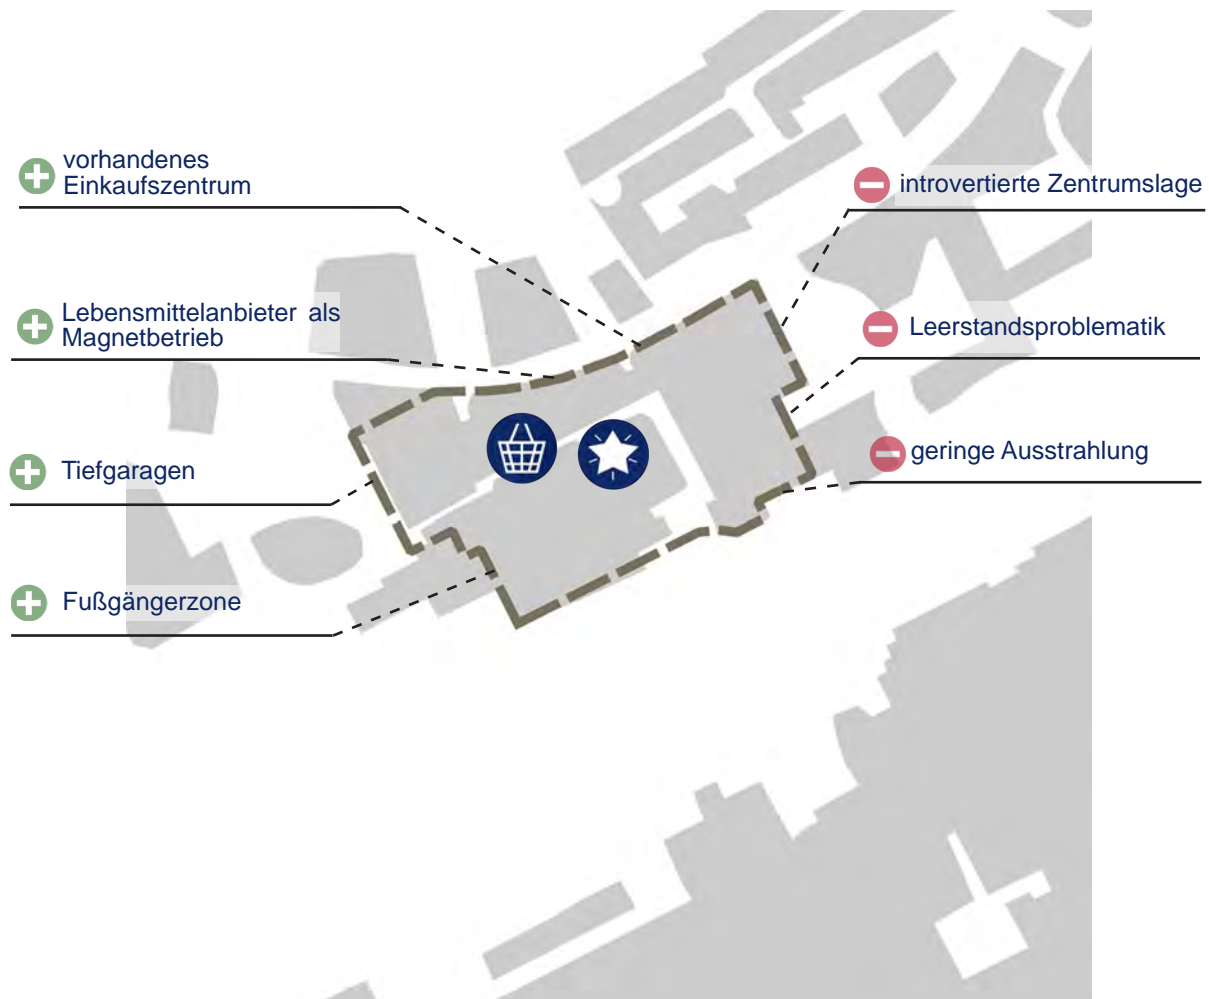 vorhandenes
Einkaufszentrum
Lebensmittelanbieter als
Magnetbetrieb
Tiefgaragen
Fußgängerzone
introvertierte Zentrumslage
Leerstandsproblematik
geringe Ausstrahlung